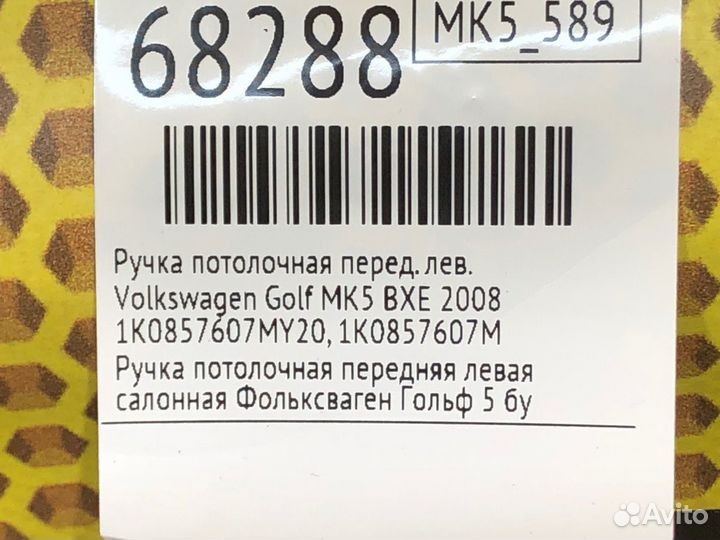 68288
MK5_589
Ручка потолочная перед. лев.
Volkswagen Golf MK5 BXE 2008
1K0857607MY20, 1K0857607M
Ручка потолочная передняя левая
салонная Фольксваген Гольф 5 бу
Avito